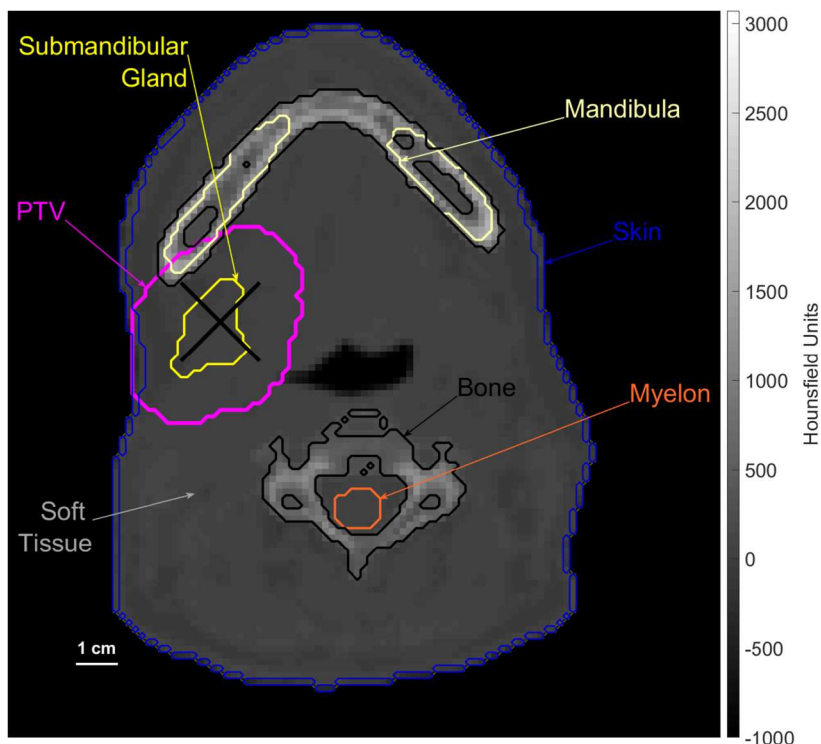 Submandibular
Gland
Mandibula
PTV
Skin
Bone
Myelon
Soft
Tissue
1 cm
3000
2500
2000
1500
1000
500
0
-500
-1000
Hounsfield Units